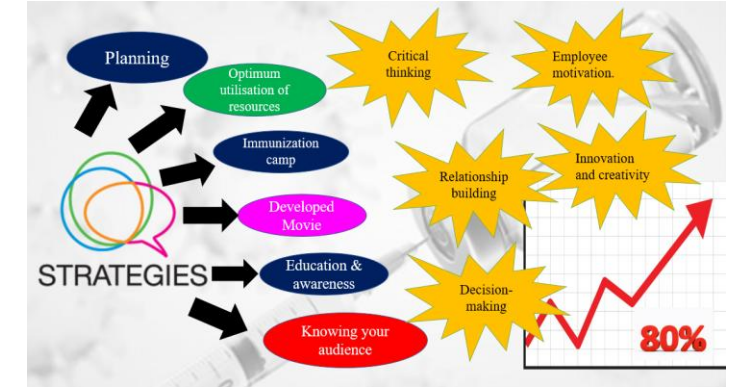 Planning
Optimum
utilisation of
resources
Immunization
camp
Developed
Movie
Education &
awareness
Knowing your
audience
STRATEGIES
Critical
thinking
Employee
motivation.
Relationship
building
Innovation
and creativity
Decision-
making
80%